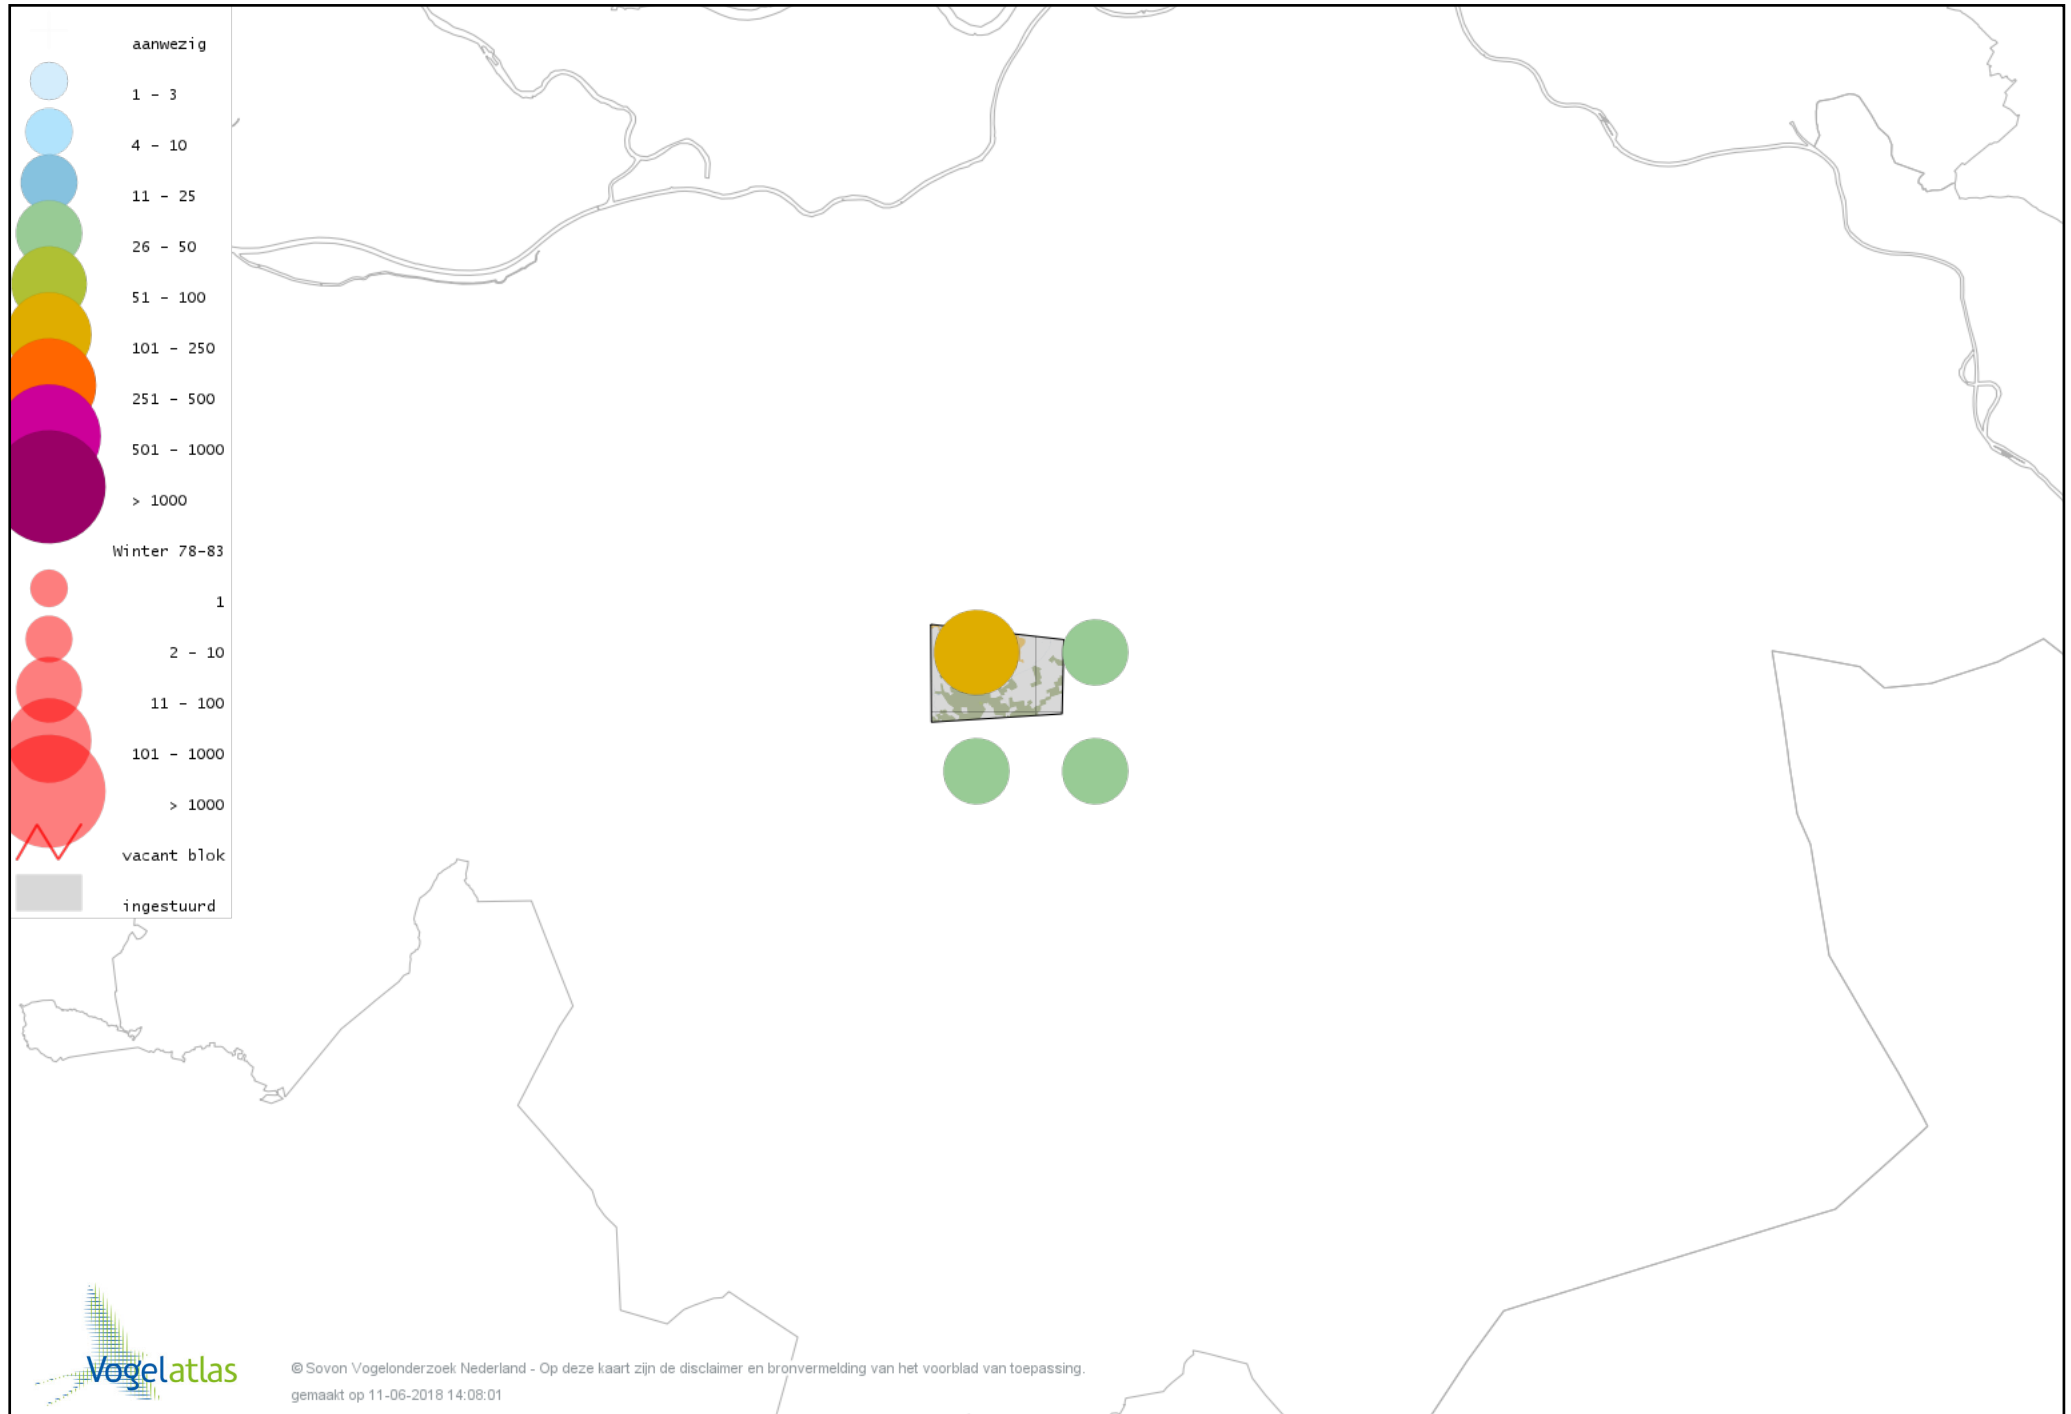 aanwezig
1 - 3
4 - 10
11 - 25
26 - 50
51 - 100
101 - 250
251 - 500
501 - 1000
> 1000
Winter 78-83
1
2 - 10
11 - 100
101 - 1000
> 1000
vacant blok
ingestuurd
Vogelatlas
© Sovon Vogelonderzoek Nederland - Op deze kaart zijn de disclaimer en bronvermelding van het voorblad van toepassing.
gemaakt op 11-06-2018 14:08:01